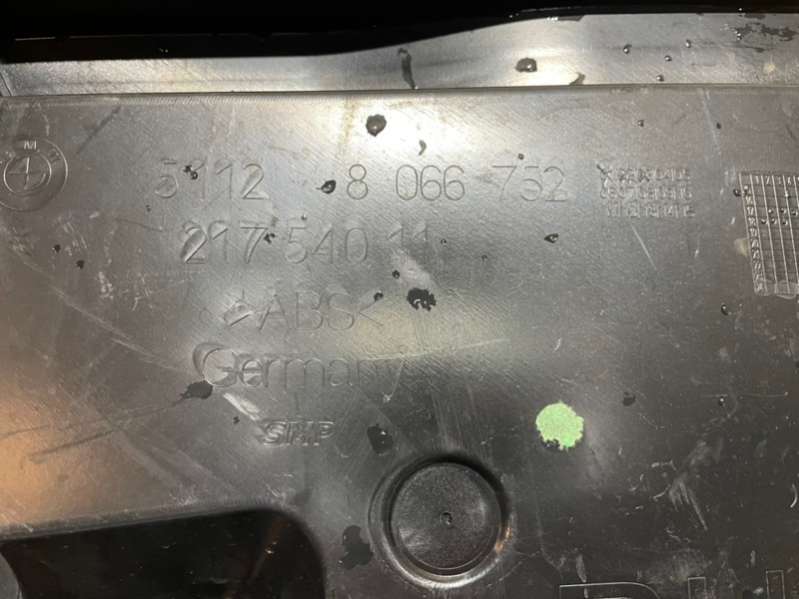 5112 8 066 752
217 540 11
>ABS<
Germany
SMP